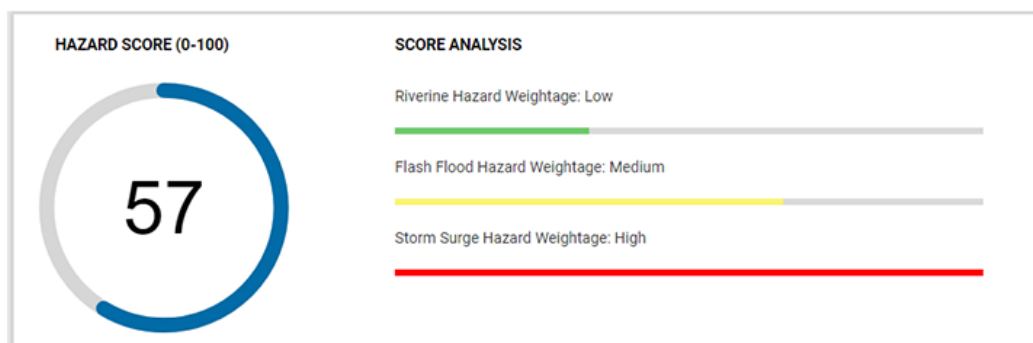 HAZARD SCORE (0-100)
57
SCORE ANALYSIS
Riverine Hazard Weightage: Low
Flash Flood Hazard Weightage: Medium
Storm Surge Hazard Weightage: High